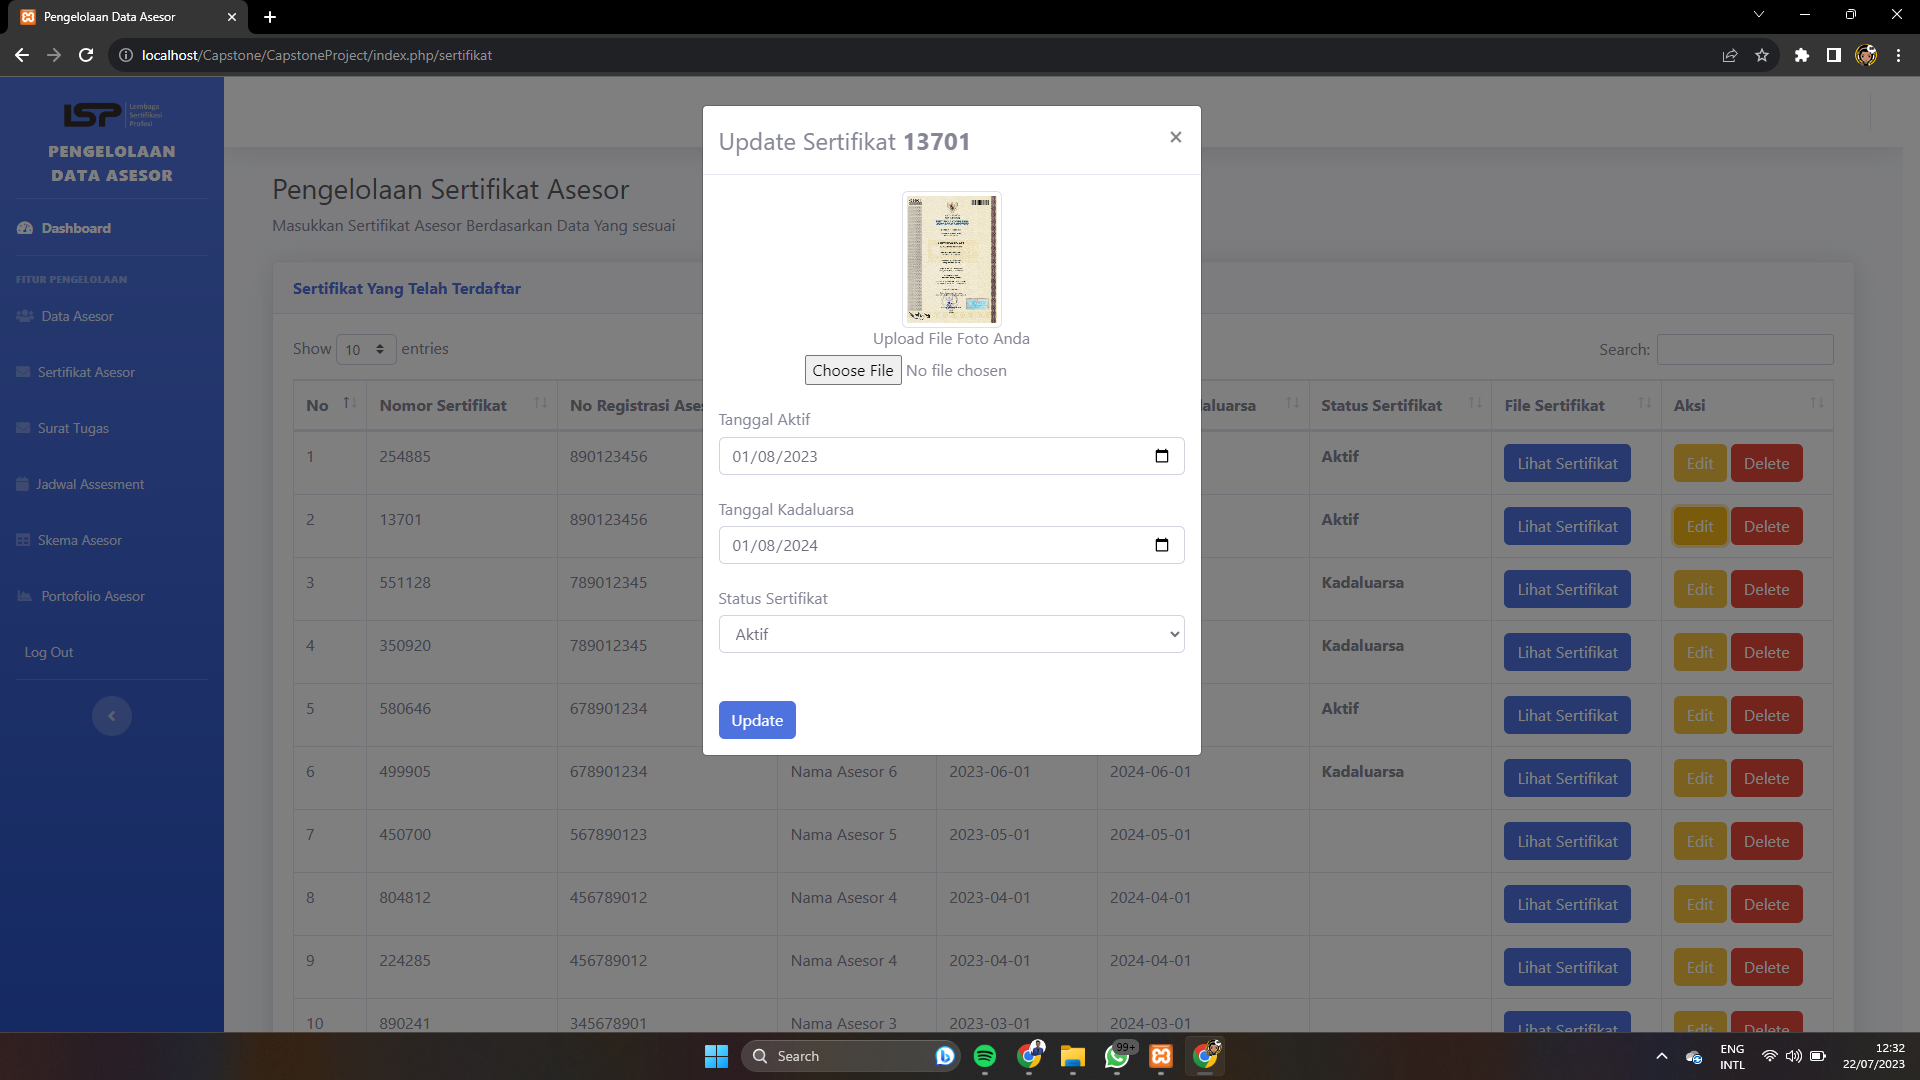 Pengelolaan Data Asesor
localhost/Capstone/CapstoneProject/index.php/sertifikat
LSP Lembaga Sertifikasi Profesi
PENGELOLAAN
DATA ASESOR
Dashboard
FITUR PENGELOLAAN
Data Asesor
Sertifikat Asesor
Surat Tugas
Jadwal Assesment
Skema Asesor
Portofolio Asesor
Log Out
Pengelolaan Sertifikat Asesor
Masukkan Sertifikat Asesor Berdasarkan Data Yang sesuai
Sertifikat Yang Telah Terdaftar
Show 10 entries
Search:
Update Sertifikat 13701
×
Upload File Foto Anda
Choose File No file chosen
Tanggal Aktif
01/08/2023
Tanggal Kadaluarsa
01/08/2024
Status Sertifikat
Aktif
Update
No Nomor Sertifikat No Registrasi Status Sertifikat File Sertifikat Aksi
1 254885 890123456 Aktif Lihat Sertifikat Edit Delete
2 13701 890123456 Aktif Lihat Sertifikat Edit Delete
3 551128 789012345 Kadaluarsa Lihat Sertifikat Edit Delete
4 350920 789012345 Kadaluarsa Lihat Sertifikat Edit Delete
5 580646 678901234 Aktif Lihat Sertifikat Edit Delete
6 499905 678901234 Nama Asesor 6 2023-06-01 2024-06-01 Kadaluarsa Lihat Sertifikat Edit Delete
7 450700 567890123 Nama Asesor 5 2023-05-01 2024-05-01 Lihat Sertifikat Edit Delete
8 804812 456789012 Nama Asesor 4 2023-04-01 2024-04-01 Lihat Sertifikat Edit Delete
9 224285 456789012 Nama Asesor 4 2023-04-01 2024-04-01 Lihat Sertifikat Edit Delete
10 890241 345678901 Nama Asesor 3 2023-03-01 2024-03-01 Lihat Sertifikat Edit Delete
Search
99+
ENG
INTL
12:32
22/07/2023